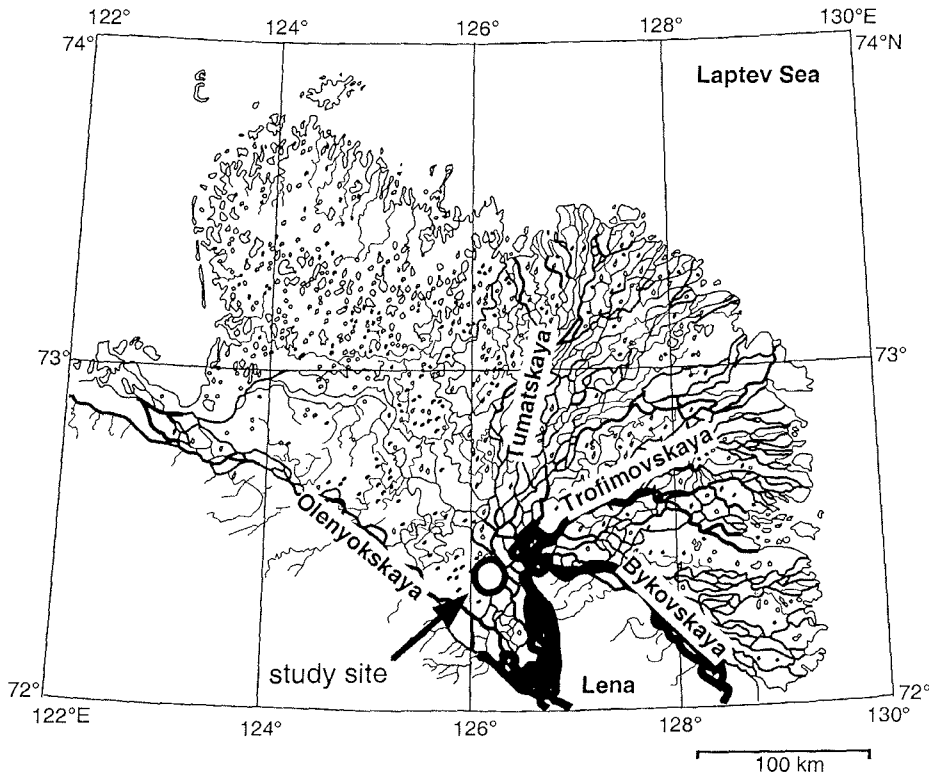 122° 124° 126° 128° 130°E
74° 74°N
Laptev Sea
73° 73°
Tumatskaya
Trofimovskaya
Olenyokskaya
Bykovskaya
study site
Lena
72° 72°
122°E 124° 126° 128° 130°
100 km